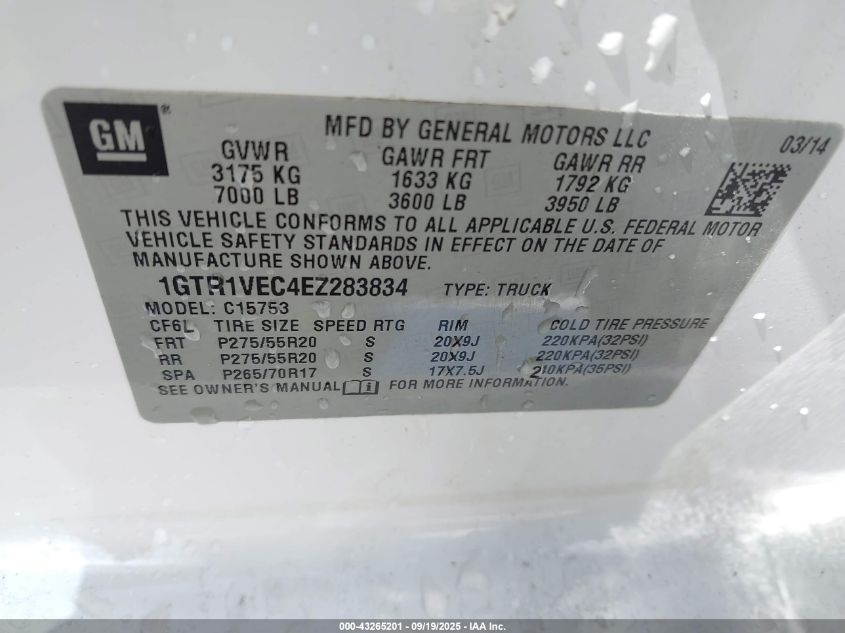 GM®
MFD BY GENERAL MOTORS LLC
03/14
GVWR GAWR FRT GAWR RR
3175 KG 1633 KG 1792 KG
7000 LB 3600 LB 3950 LB
THIS VEHICLE CONFORMS TO ALL APPLICABLE U.S. FEDERAL MOTOR
VEHICLE SAFETY STANDARDS IN EFFECT ON THE DATE OF
MANUFACTURE SHOWN ABOVE.
1GTR1VEC4EZ283834 TYPE: TRUCK
MODEL: C15753
CF6L TIRE SIZE SPEED RTG RIM COLD TIRE PRESSURE
FRT P275/55R20 S 20X9J 220KPA(32PSI)
RR P275/55R20 S 20X9J 220KPA(32PSI)
SPA P265/70R17 S 17X7.5J 240KPA(35PSI)
SEE OWNER'S MANUAL FOR MORE INFORMATION.
000-43265201 - 09/19/2025 - IAA Inc.